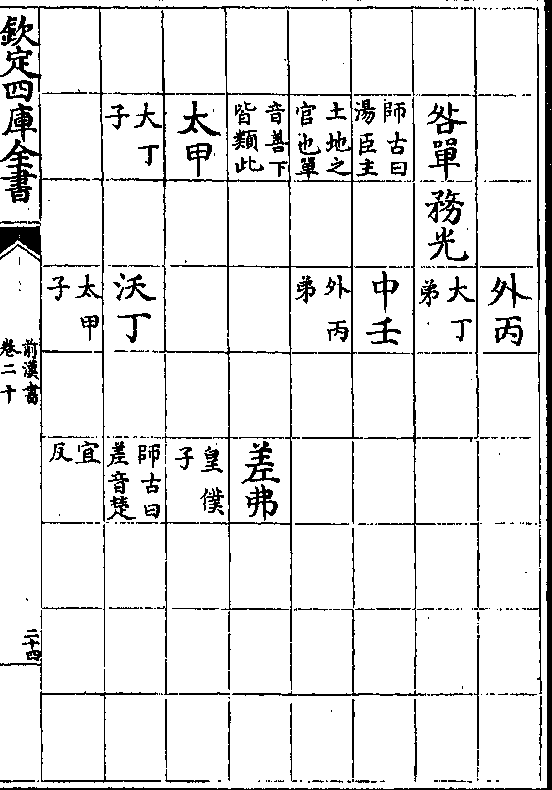 外丙
咎單
務光
大丁
弟
師古曰
湯臣主
中壬
土地之
官也單
外丙
弟
音善下
皆類此
差弗
太甲
皇僕
子
大丁
子
沃丁
師古曰
差音楚
太甲
子
宜
反
欽定四庫全書
前漢書
卷二十
二十四